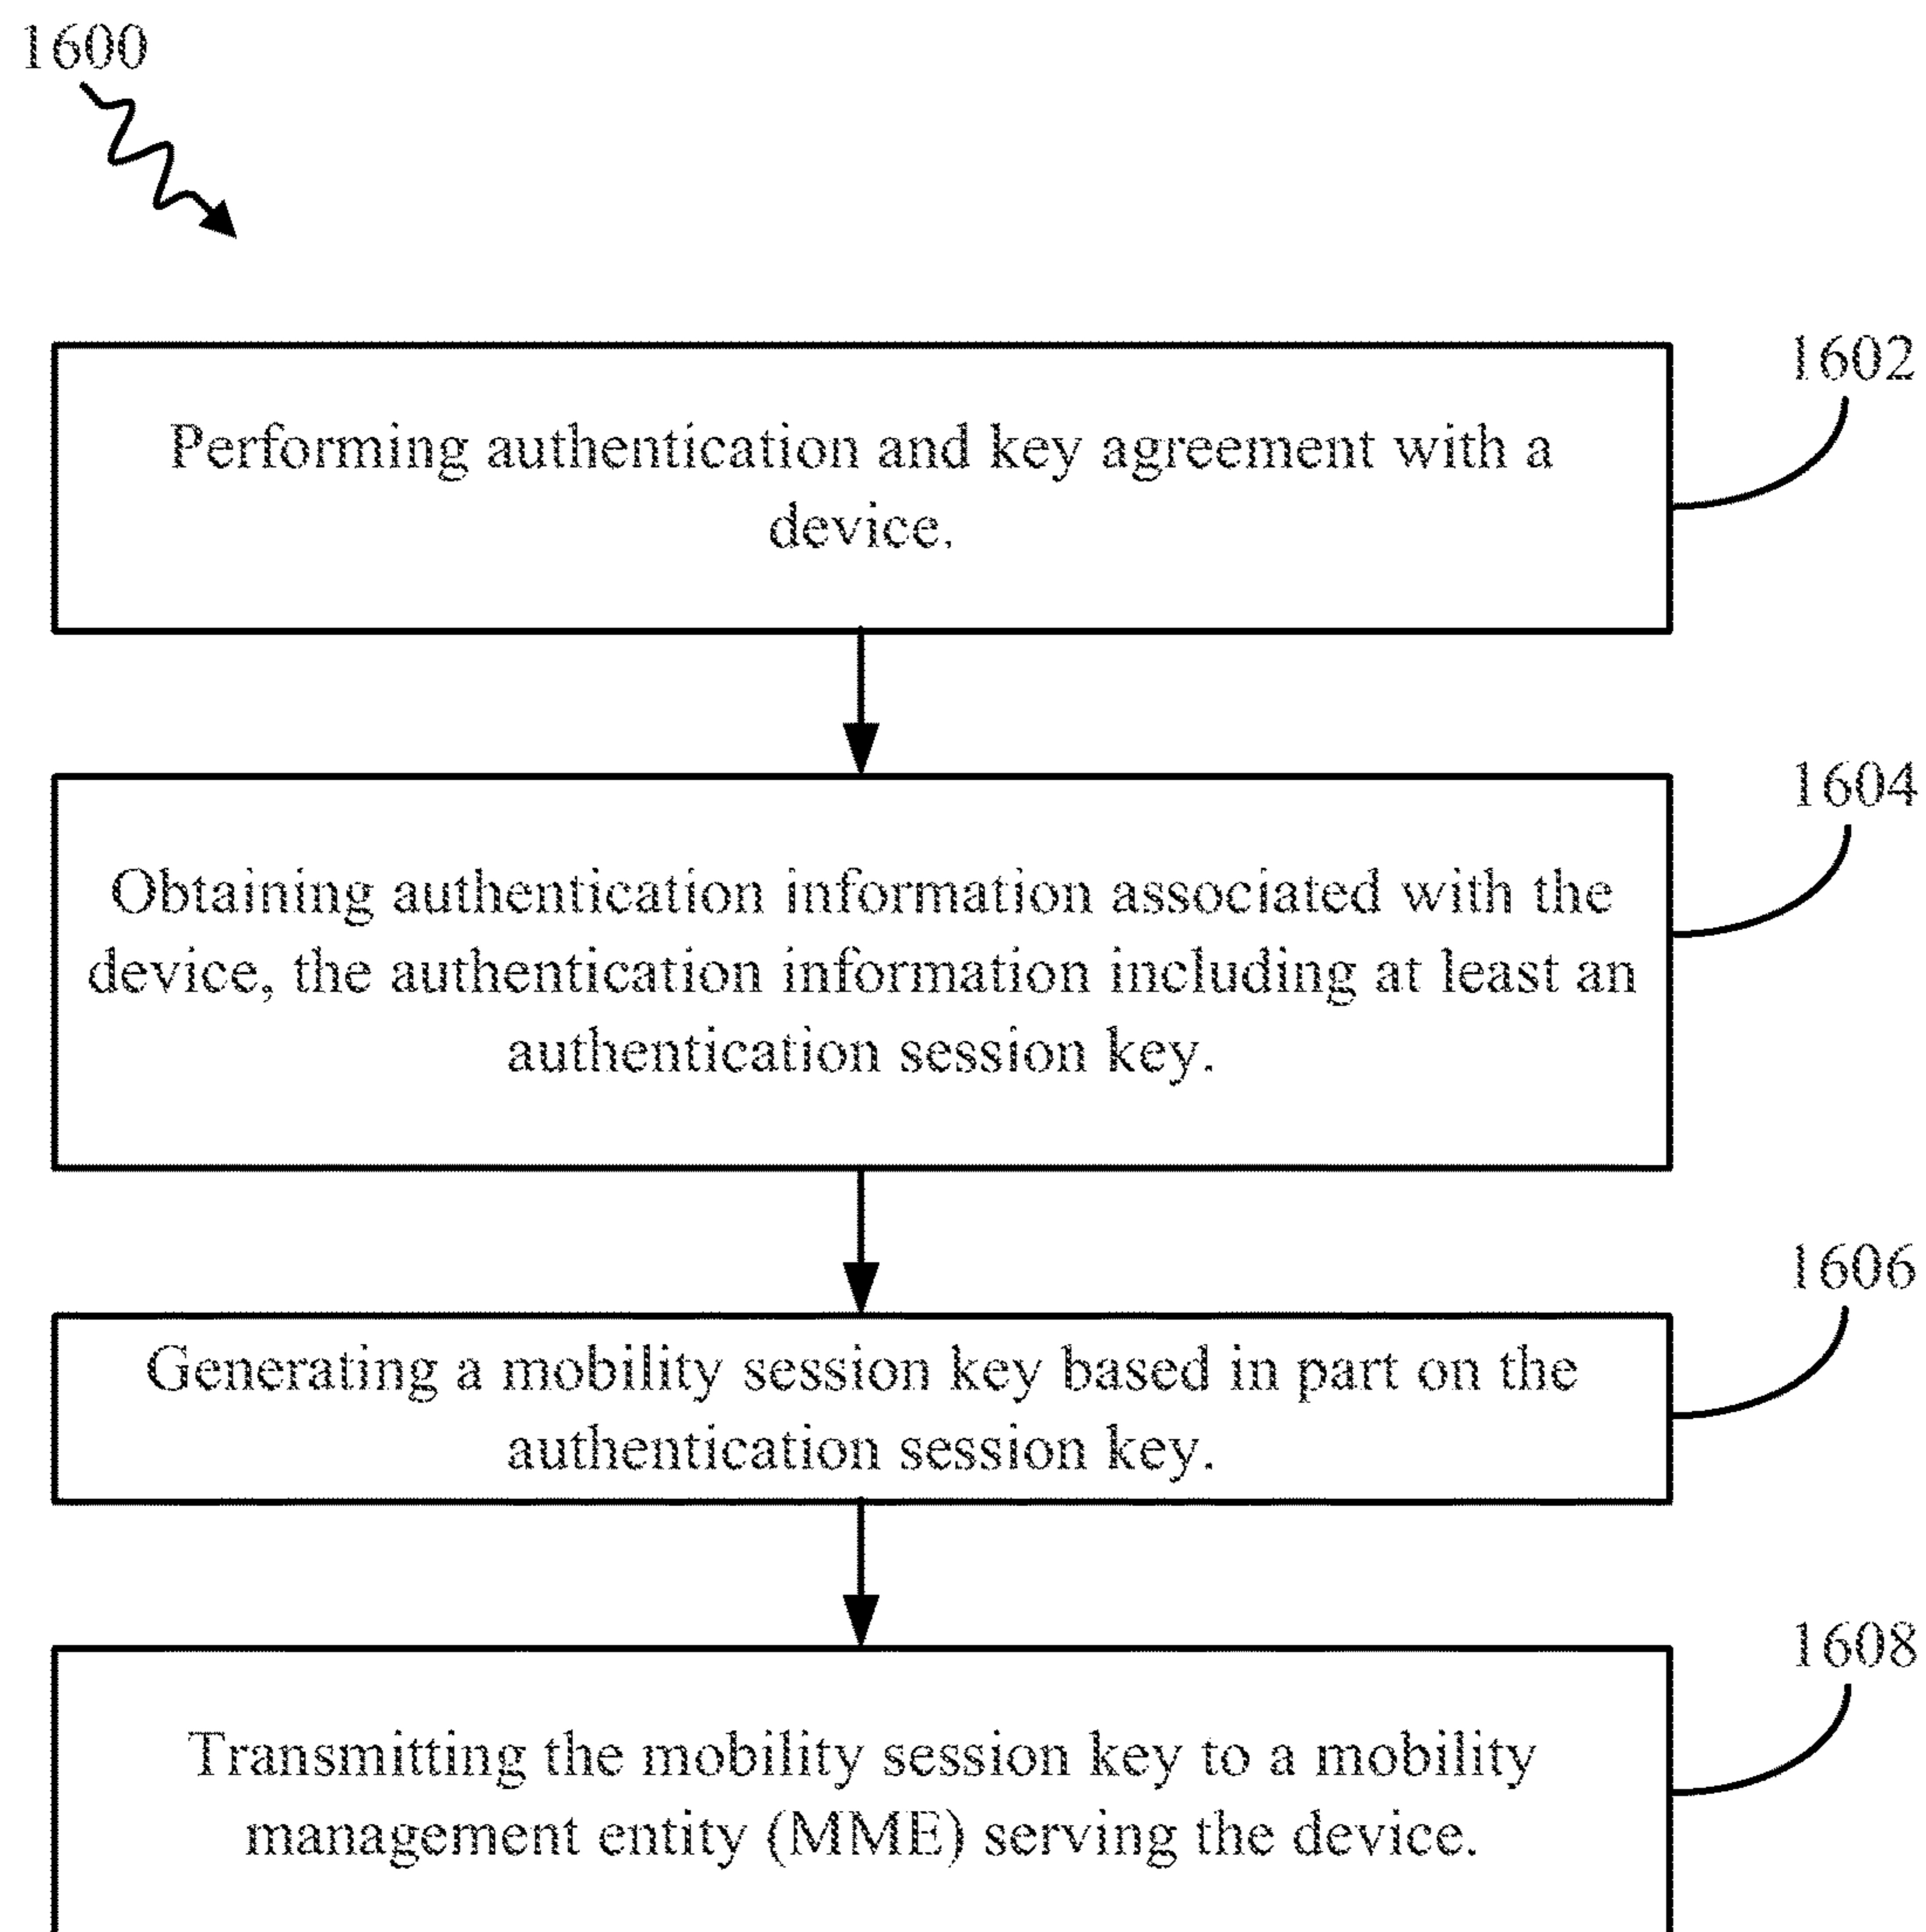 1600
1602
Performing authentication and key agreement with a
device.
1604
Obtaining authentication information associated with the
device, the authentication information including at least an
authentication session key.
1606
Generating a mobility session key based in part on the
authentication session key.
1608
Transmitting the mobility session key to a mobility
management entity (MME) serving the device.